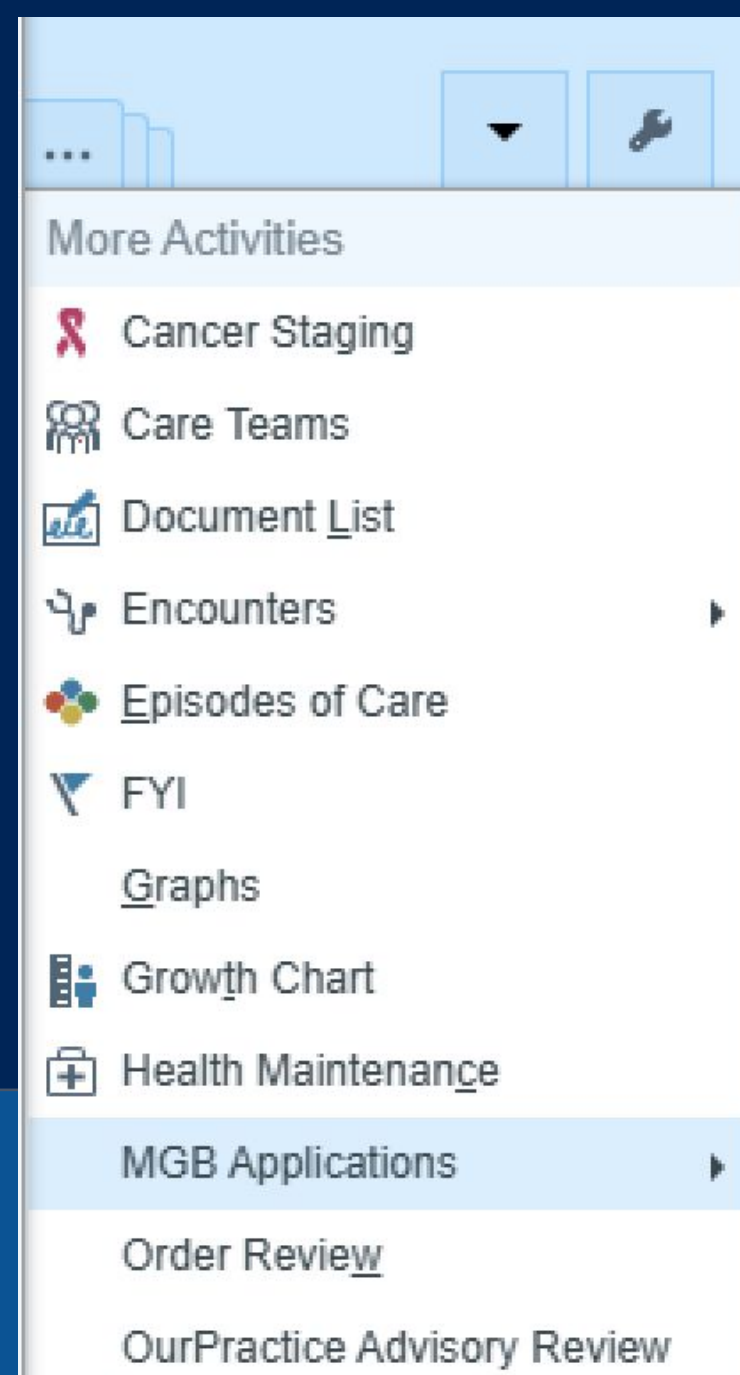 ...
More Activities
Cancer Staging
Care Teams
Document List
Encounters
Episodes of Care
FYI
Graphs
Growth Chart
Health Maintenance
MGB Applications
Order Review
OurPractice Advisory Review